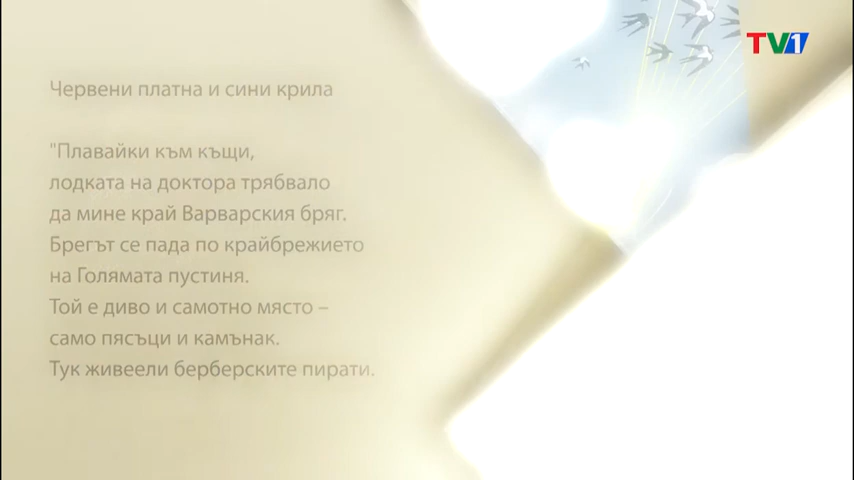 TV1
Червени платна и сини крила
"Плавайки към къщи,
лодката на доктора трябвало
да мине край Варварския бряг.
Брегът се пада по крайбрежието
на Голямата пустиня.
Той е диво и самотно място –
само пясъци и камънак.
Тук живеели берберските пирати.